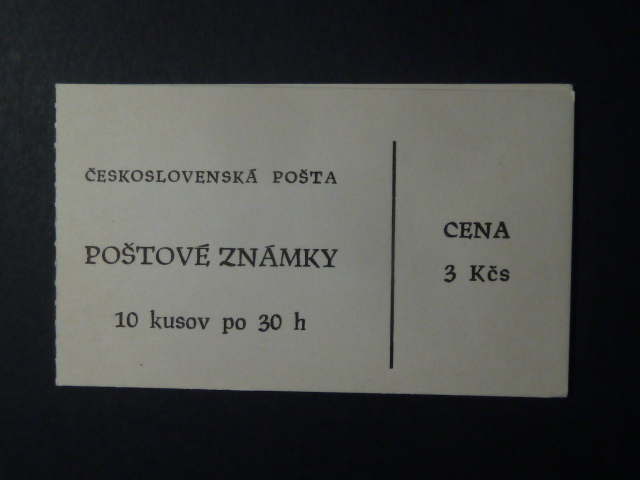 ČESKOSLOVENSKÁ POŠTA
POŠTOVÉ ZNÁMKY
10 kusov po 30 h
CENA
3 Kčs